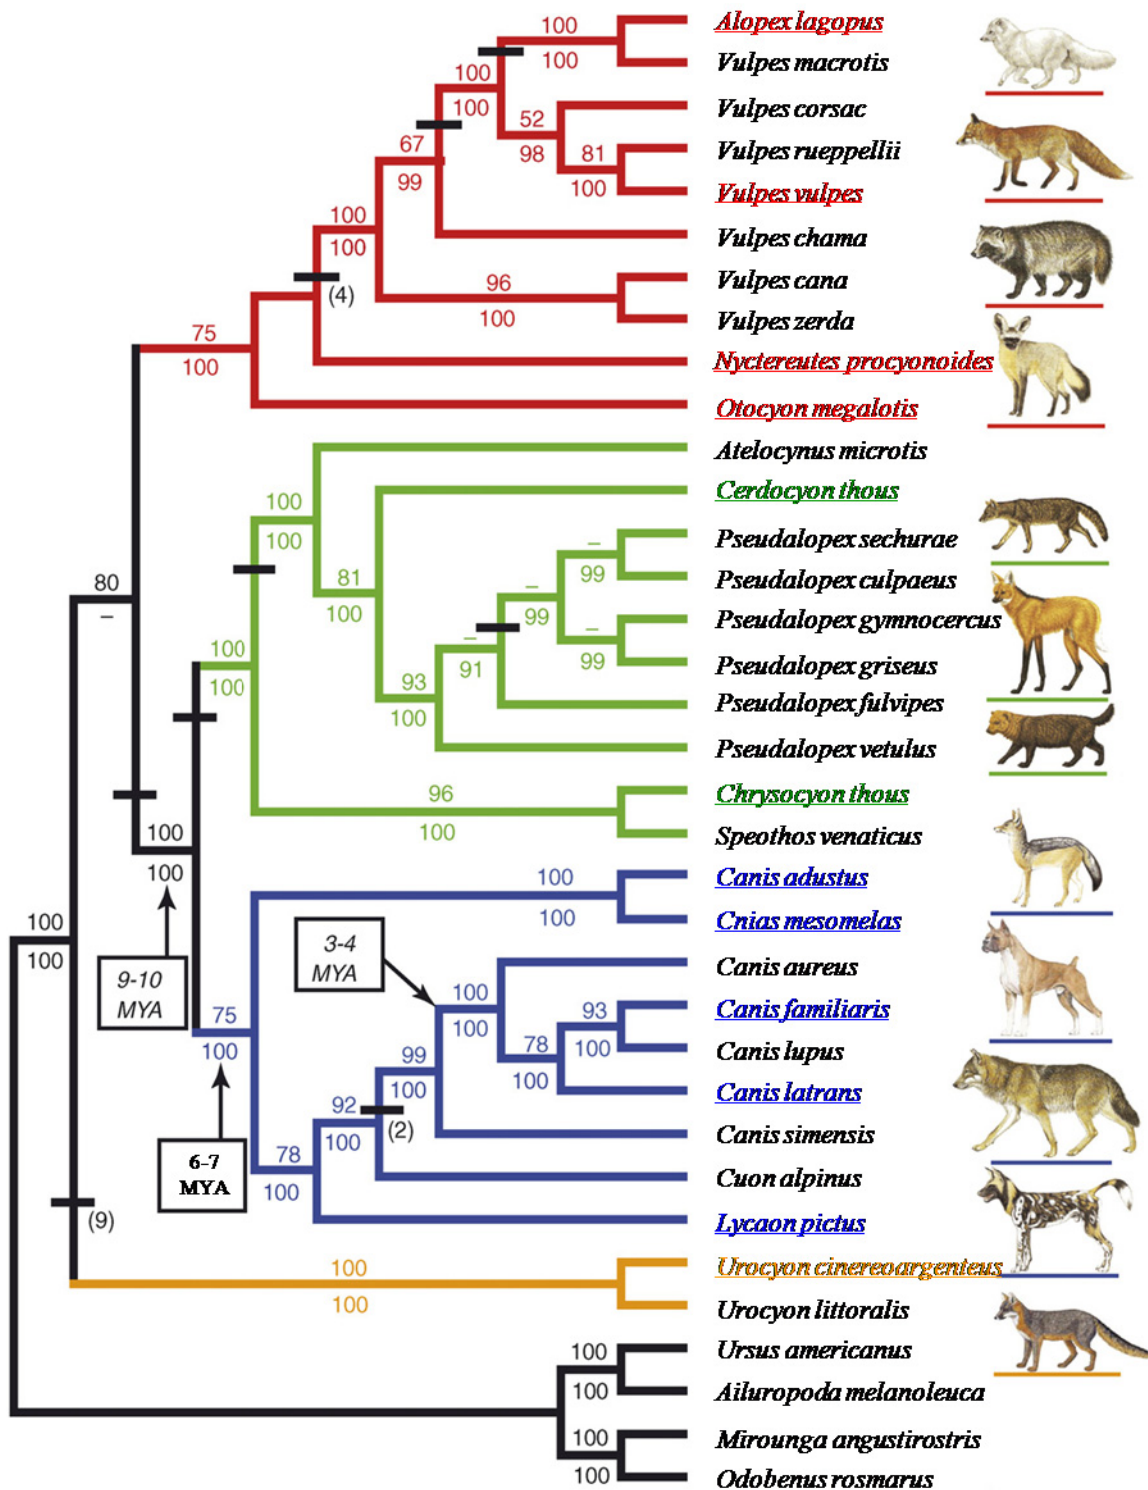 100
Alopex lagopus
100
Vulpes macrotis
100
100
Vulpes corsac
52
98
Vulpes rueppellii
81
100
Vulpes vulpes
67
99
Vulpes chama
100
100
Vulpes cana
96
100
Vulpes zerda
(4)
75
100
Nyctereutes procyonoides
Otocyon megalotis
Atelocynus microtis
Cerdocyon thous
100
100
Pseudalopex sechurae
–
99
Pseudalopex culpaeus
81
100
–
99
Pseudalopex gymnocercus
–
99
Pseudalopex griseus
–
91
Pseudalopex fulvipes
93
100
Pseudalopex vetulus
80
–
100
100
Chrysocyon thous
96
100
Speothos venaticus
100
100
Canis adustus
100
100
Cnias mesomelas
100
100
9-10
MYA
3-4
MYA
Canis aureus
100
100
Canis familiaris
93
100
Canis lupus
78
100
Canis latrans
75
100
99
100
Canis simensis
92
100
(2)
Cuon alpinus
78
100
6-7
MYA
Lycaon pictus
(9)
Urocyon cinereoargenteus
100
100
Urocyon littoralis
Ursus americanus
100
100
Ailuropoda melanoleuca
Mirounga angustirostris
100
100
Odobenus rosmarus